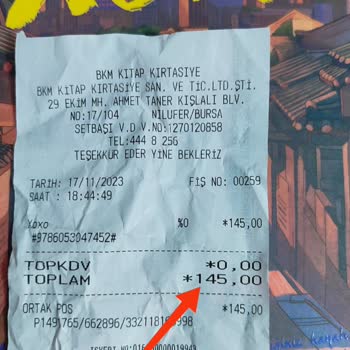 BKM KİTAP KIRTASİYE
BKM KİTAP KIRTASİYE SAN. VE TİC.LTD.ŞTİ.
29 EKİM MH. AHMET TANER KIŞLALI BLV.
NO:17/104 NİLUFER/BURSA
SETBAŞI V.D V.NO:1270120858
TEL:444 8 256
TEŞEKKUR EDER YİNE BEKLERİZ
TARİH: 17/11/2023 FİŞ NO: 00259
SAAT : 18:44:49
Xoxo %0 *145,00
#9786053047452#
TOPKDV *0,00
TOPLAM *145,00
ORTAK POS *145,00